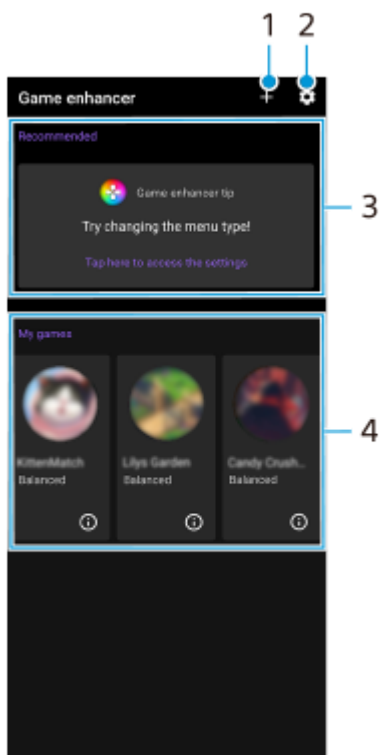 1 2
Game enhancer
Recommended
Game enhancer tip
Try changing the menu type!
Tap here to access the settings
3
My games
KittenMatch Lilys Garden Candy Crush...
Balanced Balanced Balanced
4